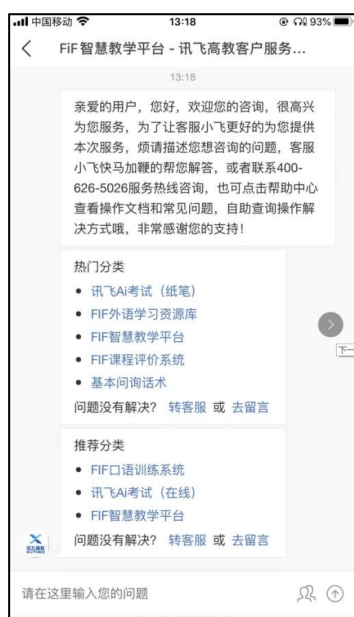 中国移动 13:18 93%
FiF智慧教学平台 - 讯飞高教客户服务...
13:18
亲爱的用户，您好，欢迎您的咨询，很高兴
为您服务，为了让客服小飞更好的为您提供
本次服务，烦请描述您想咨询的问题，客服
小飞快马加鞭的帮您解答，或者联系400-
626-5026服务热线咨询，也可点击帮助中心
查看操作文档和常见问题，自助查询操作解
决方式哦，非常感谢您的支持！
热门分类
讯飞Ai考试（纸笔）
FIF外语学习资源库
FIF智慧教学平台
FIF课程评价系统
基本问询话术
问题没有解决？ 转客服 或 去留言
下一
推荐分类
FIF口语训练系统
讯飞Ai考试（在线）
FIF智慧教学平台
问题没有解决？ 转客服 或 去留言
请在这里输入您的问题